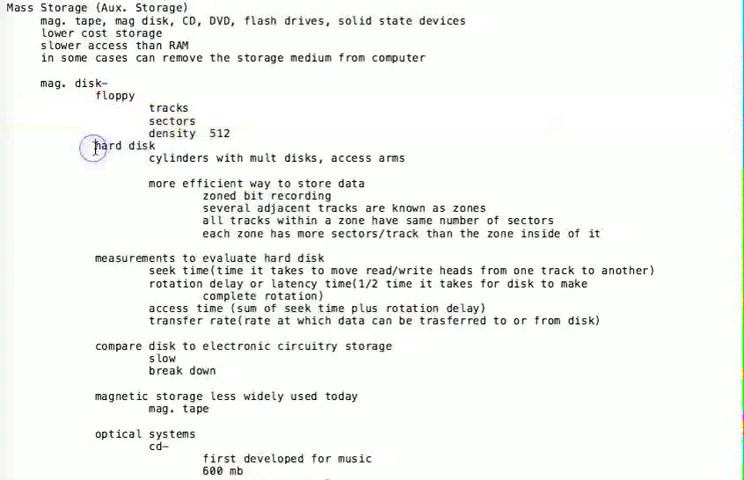 Mass Storage (Aux. Storage)
mag. tape, mag disk, CD, DVD, flash drives, solid state devices
lower cost storage
slower access than RAM
in some cases can remove the storage medium from computer
mag. disk-
floppy
tracks
sectors
density 512
hard disk
cylinders with mult disks, access arms
more efficient way to store data
zoned bit recording
several adjacent tracks are known as zones
all tracks within a zone have same number of sectors
each zone has more sectors/track than the zone inside of it
measurements to evaluate hard disk
seek time(time it takes to move read/write heads from one track to another)
rotation delay or latency time(1/2 time it takes for disk to make
complete rotation)
access time (sum of seek time plus rotation delay)
transfer rate(rate at which data can be trasferred to or from disk)
compare disk to electronic circuitry storage
slow
break down
magnetic storage less widely used today
mag. tape
optical systems
cd-
first developed for music
600 mb